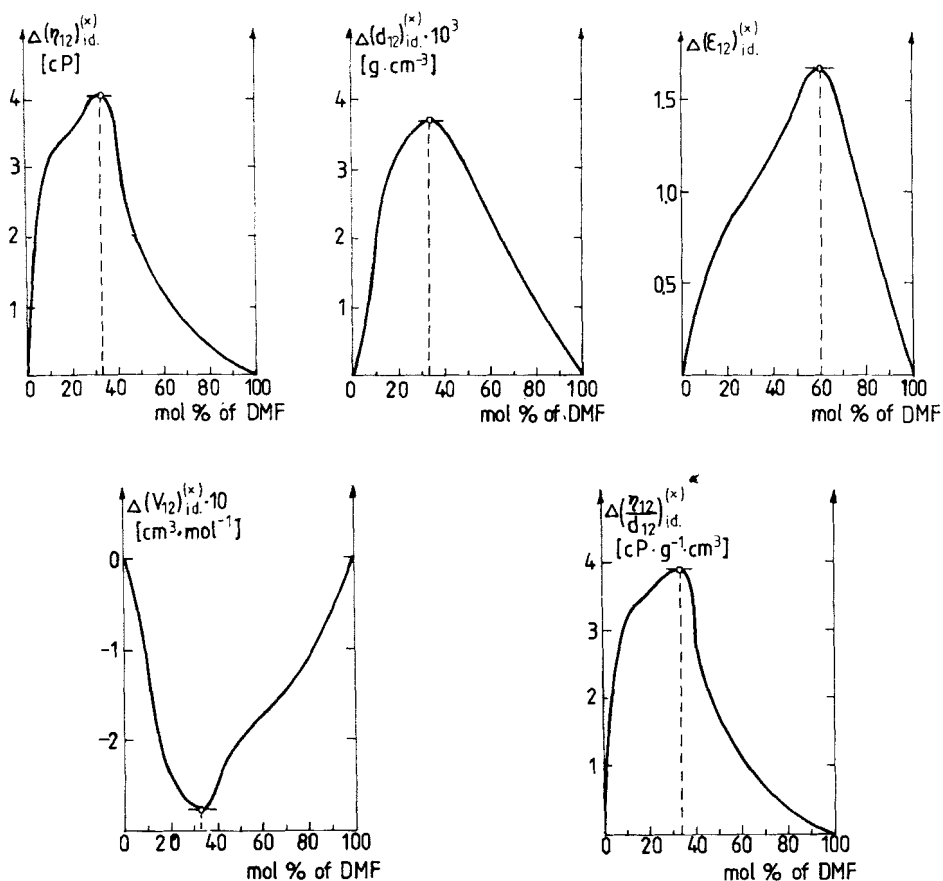 Δ(η12)id.(x)
[cP]
4
3
2
1
0 20 40 60 80 100
mol % of DMF
Δ(d12)id.(x)·10³
[g·cm⁻³]
4
3
2
1
0 20 40 60 80 100
mol % of DMF
Δ(ε12)id.(x)
1.5
1.0
0.5
0 20 40 60 80 100
mol % of DMF
Δ(V12)id.(x)·10
[cm³·mol⁻¹]
0
-1
-2
0 20 40 60 80 100
mol % of DMF
Δ(η12/d12)id.(x)
[cP·g⁻¹·cm³]
4
3
2
1
0 20 40 60 80 100
mol % of DMF